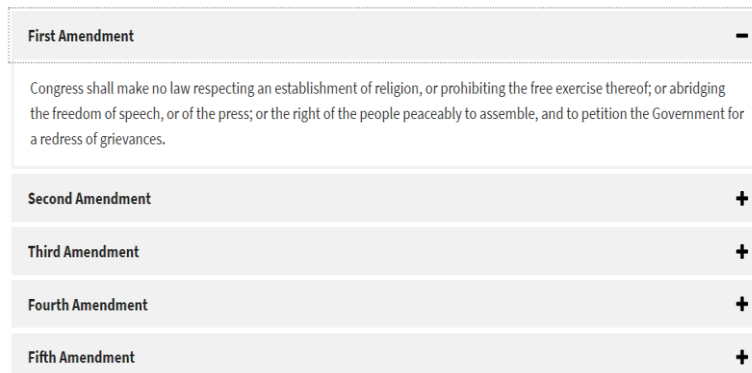 First Amendment
Congress shall make no law respecting an establishment of religion, or prohibiting the free exercise thereof; or abridging
the freedom of speech, or of the press; or the right of the people peaceably to assemble, and to petition the Government for
a redress of grievances.
Second Amendment
Third Amendment
Fourth Amendment
Fifth Amendment